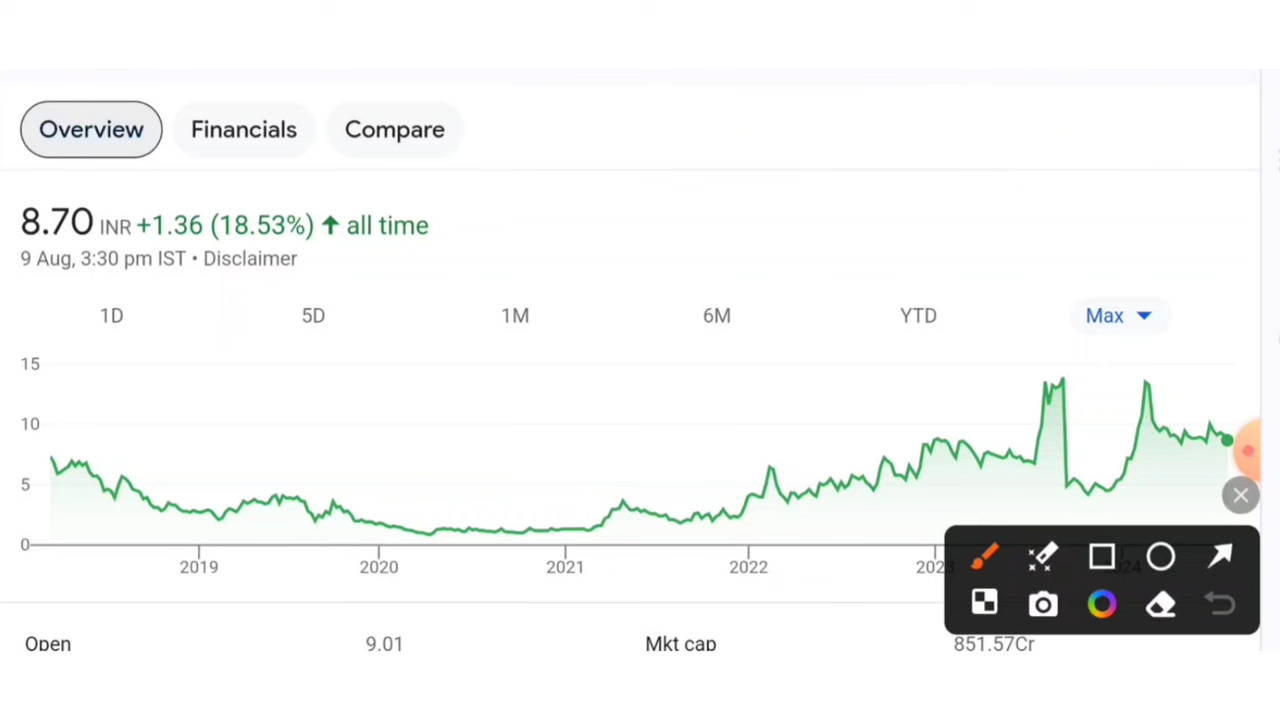 Overview Financials Compare
8.70 INR +1.36 (18.53%) ↑ all time
9 Aug, 3:30 pm IST • Disclaimer
1D 5D 1M 6M YTD Max
15
10
5
0
2019 2020 2021 2022
Open 9.01 Mkt cap 851.57Cr